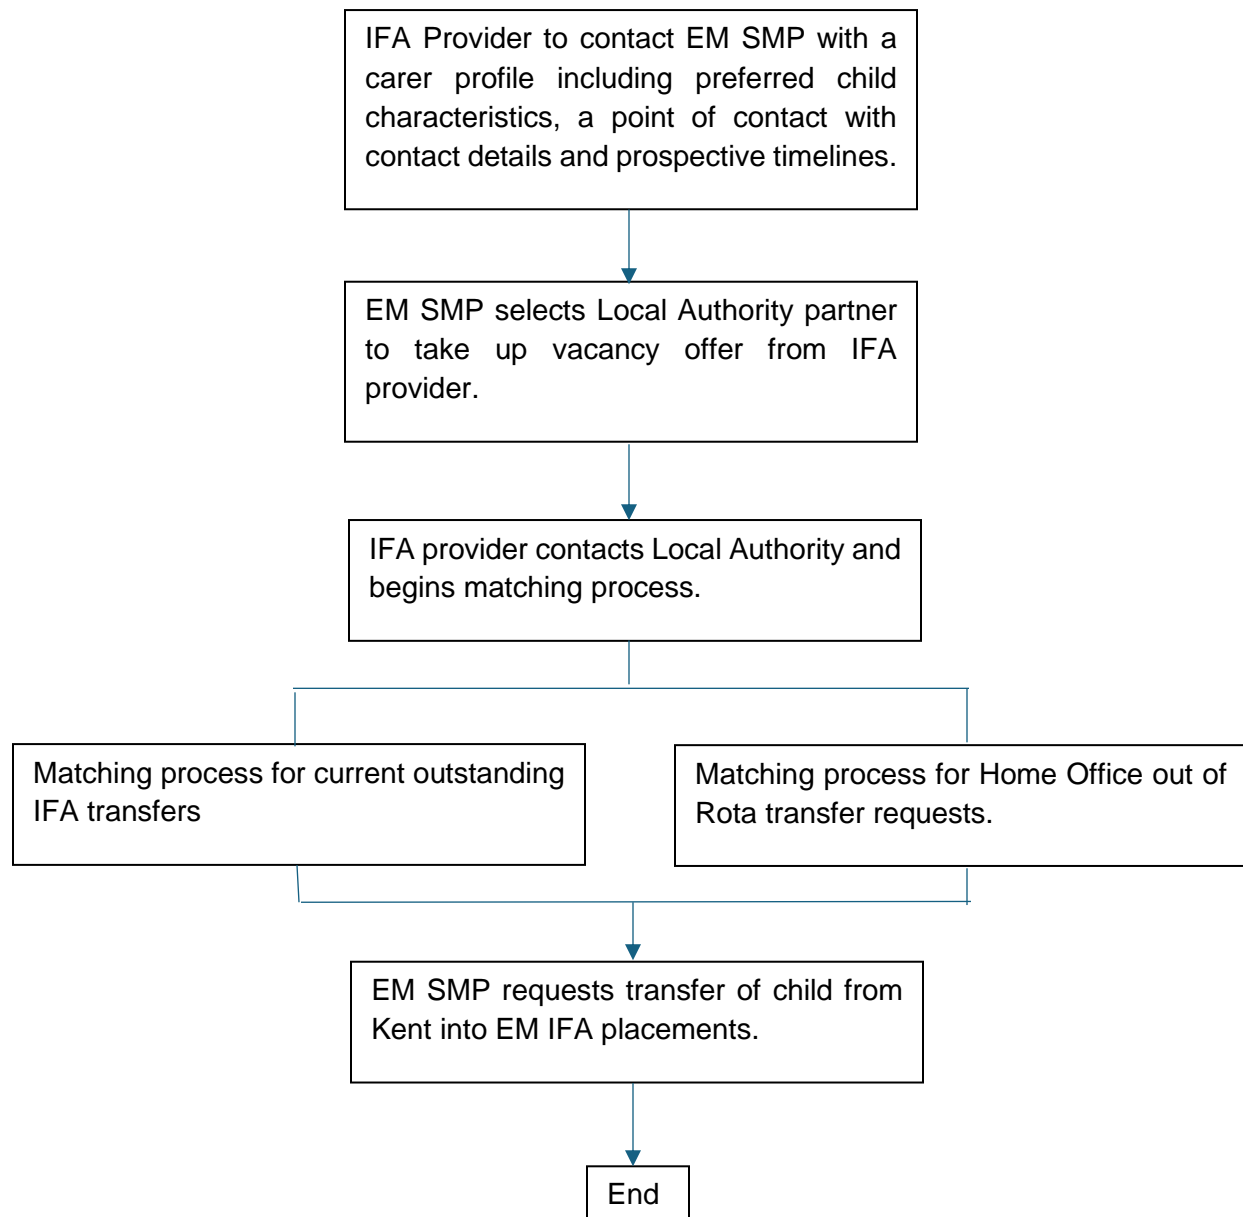 IFA Provider to contact EM SMP with a
carer profile including preferred child
characteristics, a point of contact with
contact details and prospective timelines.
EM SMP selects Local Authority partner
to take up vacancy offer from IFA
provider.
IFA provider contacts Local Authority and
begins matching process.
Matching process for current outstanding
IFA transfers
Matching process for Home Office out of
Rota transfer requests.
EM SMP requests transfer of child from
Kent into EM IFA placements.
End